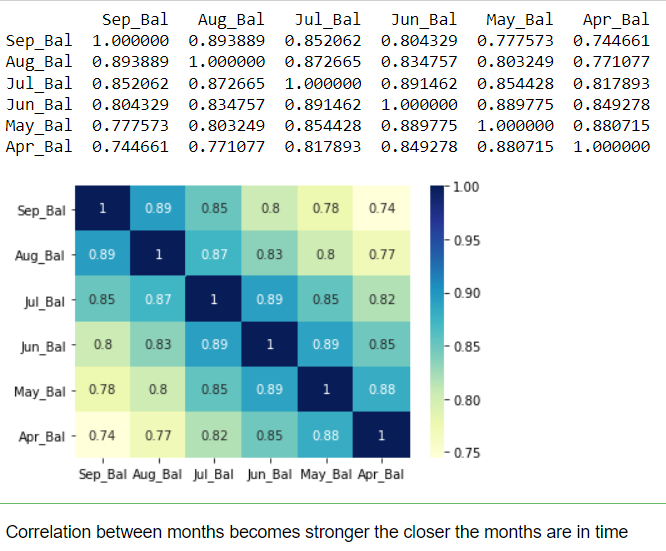 Sep_Bal Aug_Bal Jul_Bal Jun_Bal May_Bal Apr_Bal
Sep_Bal 1.000000 0.893889 0.852062 0.804329 0.777573 0.744661
Aug_Bal 0.893889 1.000000 0.872665 0.834757 0.803249 0.771077
Jul_Bal 0.852062 0.872665 1.000000 0.891462 0.854428 0.817893
Jun_Bal 0.804329 0.834757 0.891462 1.000000 0.889775 0.849278
May_Bal 0.777573 0.803249 0.854428 0.889775 1.000000 0.880715
Apr_Bal 0.744661 0.771077 0.817893 0.849278 0.880715 1.000000
Sep_Bal 1 0.89 0.85 0.8 0.78 0.74
Aug_Bal 0.89 1 0.87 0.83 0.8 0.77
Jul_Bal 0.85 0.87 1 0.89 0.85 0.82
Jun_Bal 0.8 0.83 0.89 1 0.89 0.85
May_Bal 0.78 0.8 0.85 0.89 1 0.88
Apr_Bal 0.74 0.77 0.82 0.85 0.88 1
Sep_Bal Aug_Bal Jul_Bal Jun_Bal May_Bal Apr_Bal
1.00
0.95
0.90
0.85
0.80
0.75
Correlation between months becomes stronger the closer the months are in time